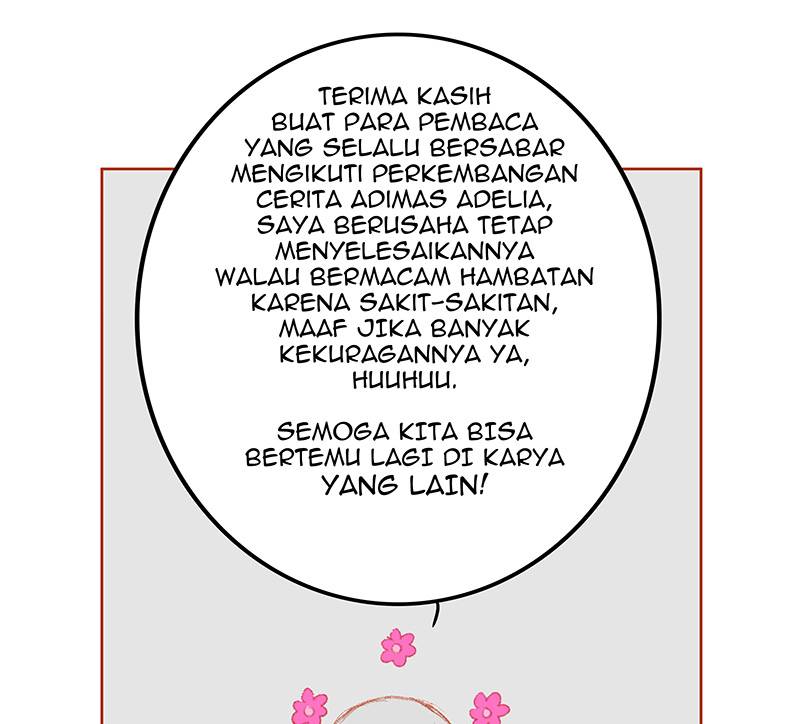 TERIMA KASIH
BUAT PARA PEMBACA
YANG SELALU BERSABAR
MENGIKUTI PERKEMBANGAN
CERITA ADIMAS ADELIA,
SAYA BERUSAHA TETAP
MENYELESAIKANNYA
WALAU BERMACAM HAMBATAN
KARENA SAKIT-SAKITAN,
MAAF JIKA BANYAK
KEKURAGANNYA YA,
HUUHUU.
SEMOGA KITA BISA
BERTEMU LAGI DI KARYA
YANG LAIN!